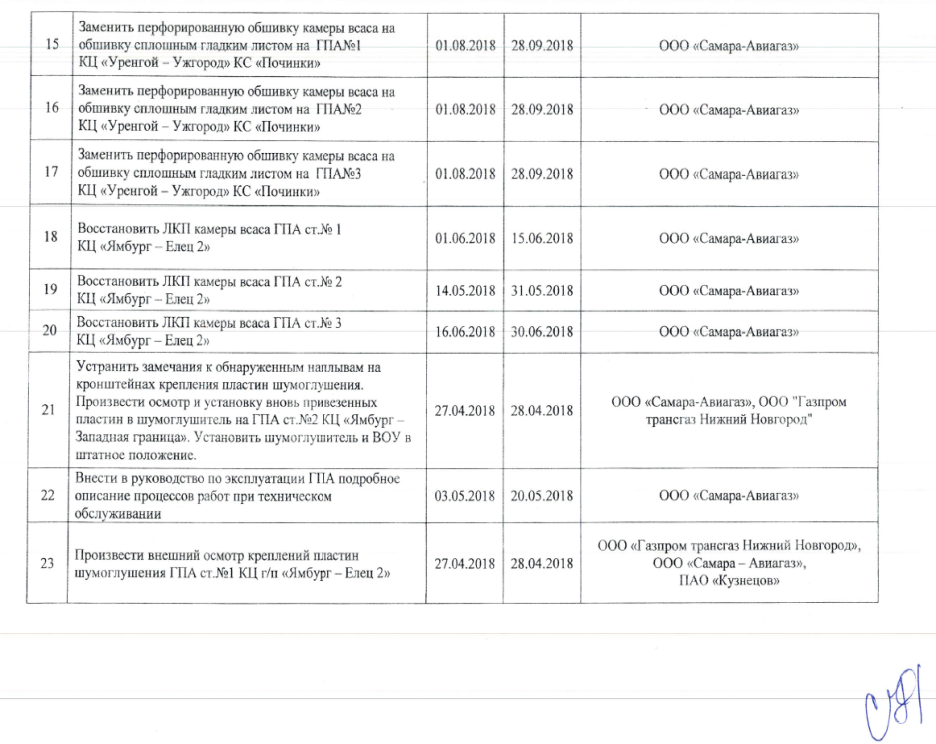 15
Заменить перфорированную обшивку камеры всаса на
обшивку сплошным гладким листом на ГПА№1
КЦ «Уренгой – Ужгород» КС «Починки»
01.08.2018
28.09.2018
ООО «Самара-Авиагаз»
16
Заменить перфорированную обшивку камеры всаса на
обшивку сплошным гладким листом на ГПА№2
КЦ «Уренгой – Ужгород» КС «Починки»
01.08.2018
28.09.2018
ООО «Самара-Авиагаз»
17
Заменить перфорированную обшивку камеры всаса на
обшивку сплошным гладким листом на ГПА№3
КЦ «Уренгой – Ужгород» КС «Починки»
01.08.2018
28.09.2018
ООО «Самара-Авиагаз»
18
Восстановить ЛКП камеры всаса ГПА ст.№ 1
КЦ «Ямбург – Елец 2»
01.06.2018
15.06.2018
ООО «Самара-Авиагаз»
19
Восстановить ЛКП камеры всаса ГПА ст.№ 2
КЦ «Ямбург – Елец 2»
14.05.2018
31.05.2018
ООО «Самара-Авиагаз»
20
Восстановить ЛКП камеры всаса ГПА ст.№ 3
КЦ «Ямбург – Елец 2»
16.06.2018
30.06.2018
ООО «Самара-Авиагаз»
21
Устранить замечания к обнаруженным наплывам на
кронштейнах крепления пластин шумоглушения.
Произвести осмотр и установку вновь привезенных
пластин в шумоглушитель на ГПА ст.№2 КЦ «Ямбург –
Западная граница». Установить шумоглушитель и ВОУ в
штатное положение.
27.04.2018
28.04.2018
ООО «Самара-Авиагаз», ООО "Газпром
трансгаз Нижний Новгород"
22
Внести в руководство по эксплуатации ГПА подробное
описание процессов работ при техническом
обслуживании
03.05.2018
20.05.2018
ООО «Самара-Авиагаз»
23
Произвести внешний осмотр креплений пластин
шумоглушения ГПА ст.№1 КЦ г/п «Ямбург – Елец 2»
27.04.2018
28.04.2018
ООО «Газпром трансгаз Нижний Новгород»,
ООО «Самара – Авиагаз»,
ПАО «Кузнецов»